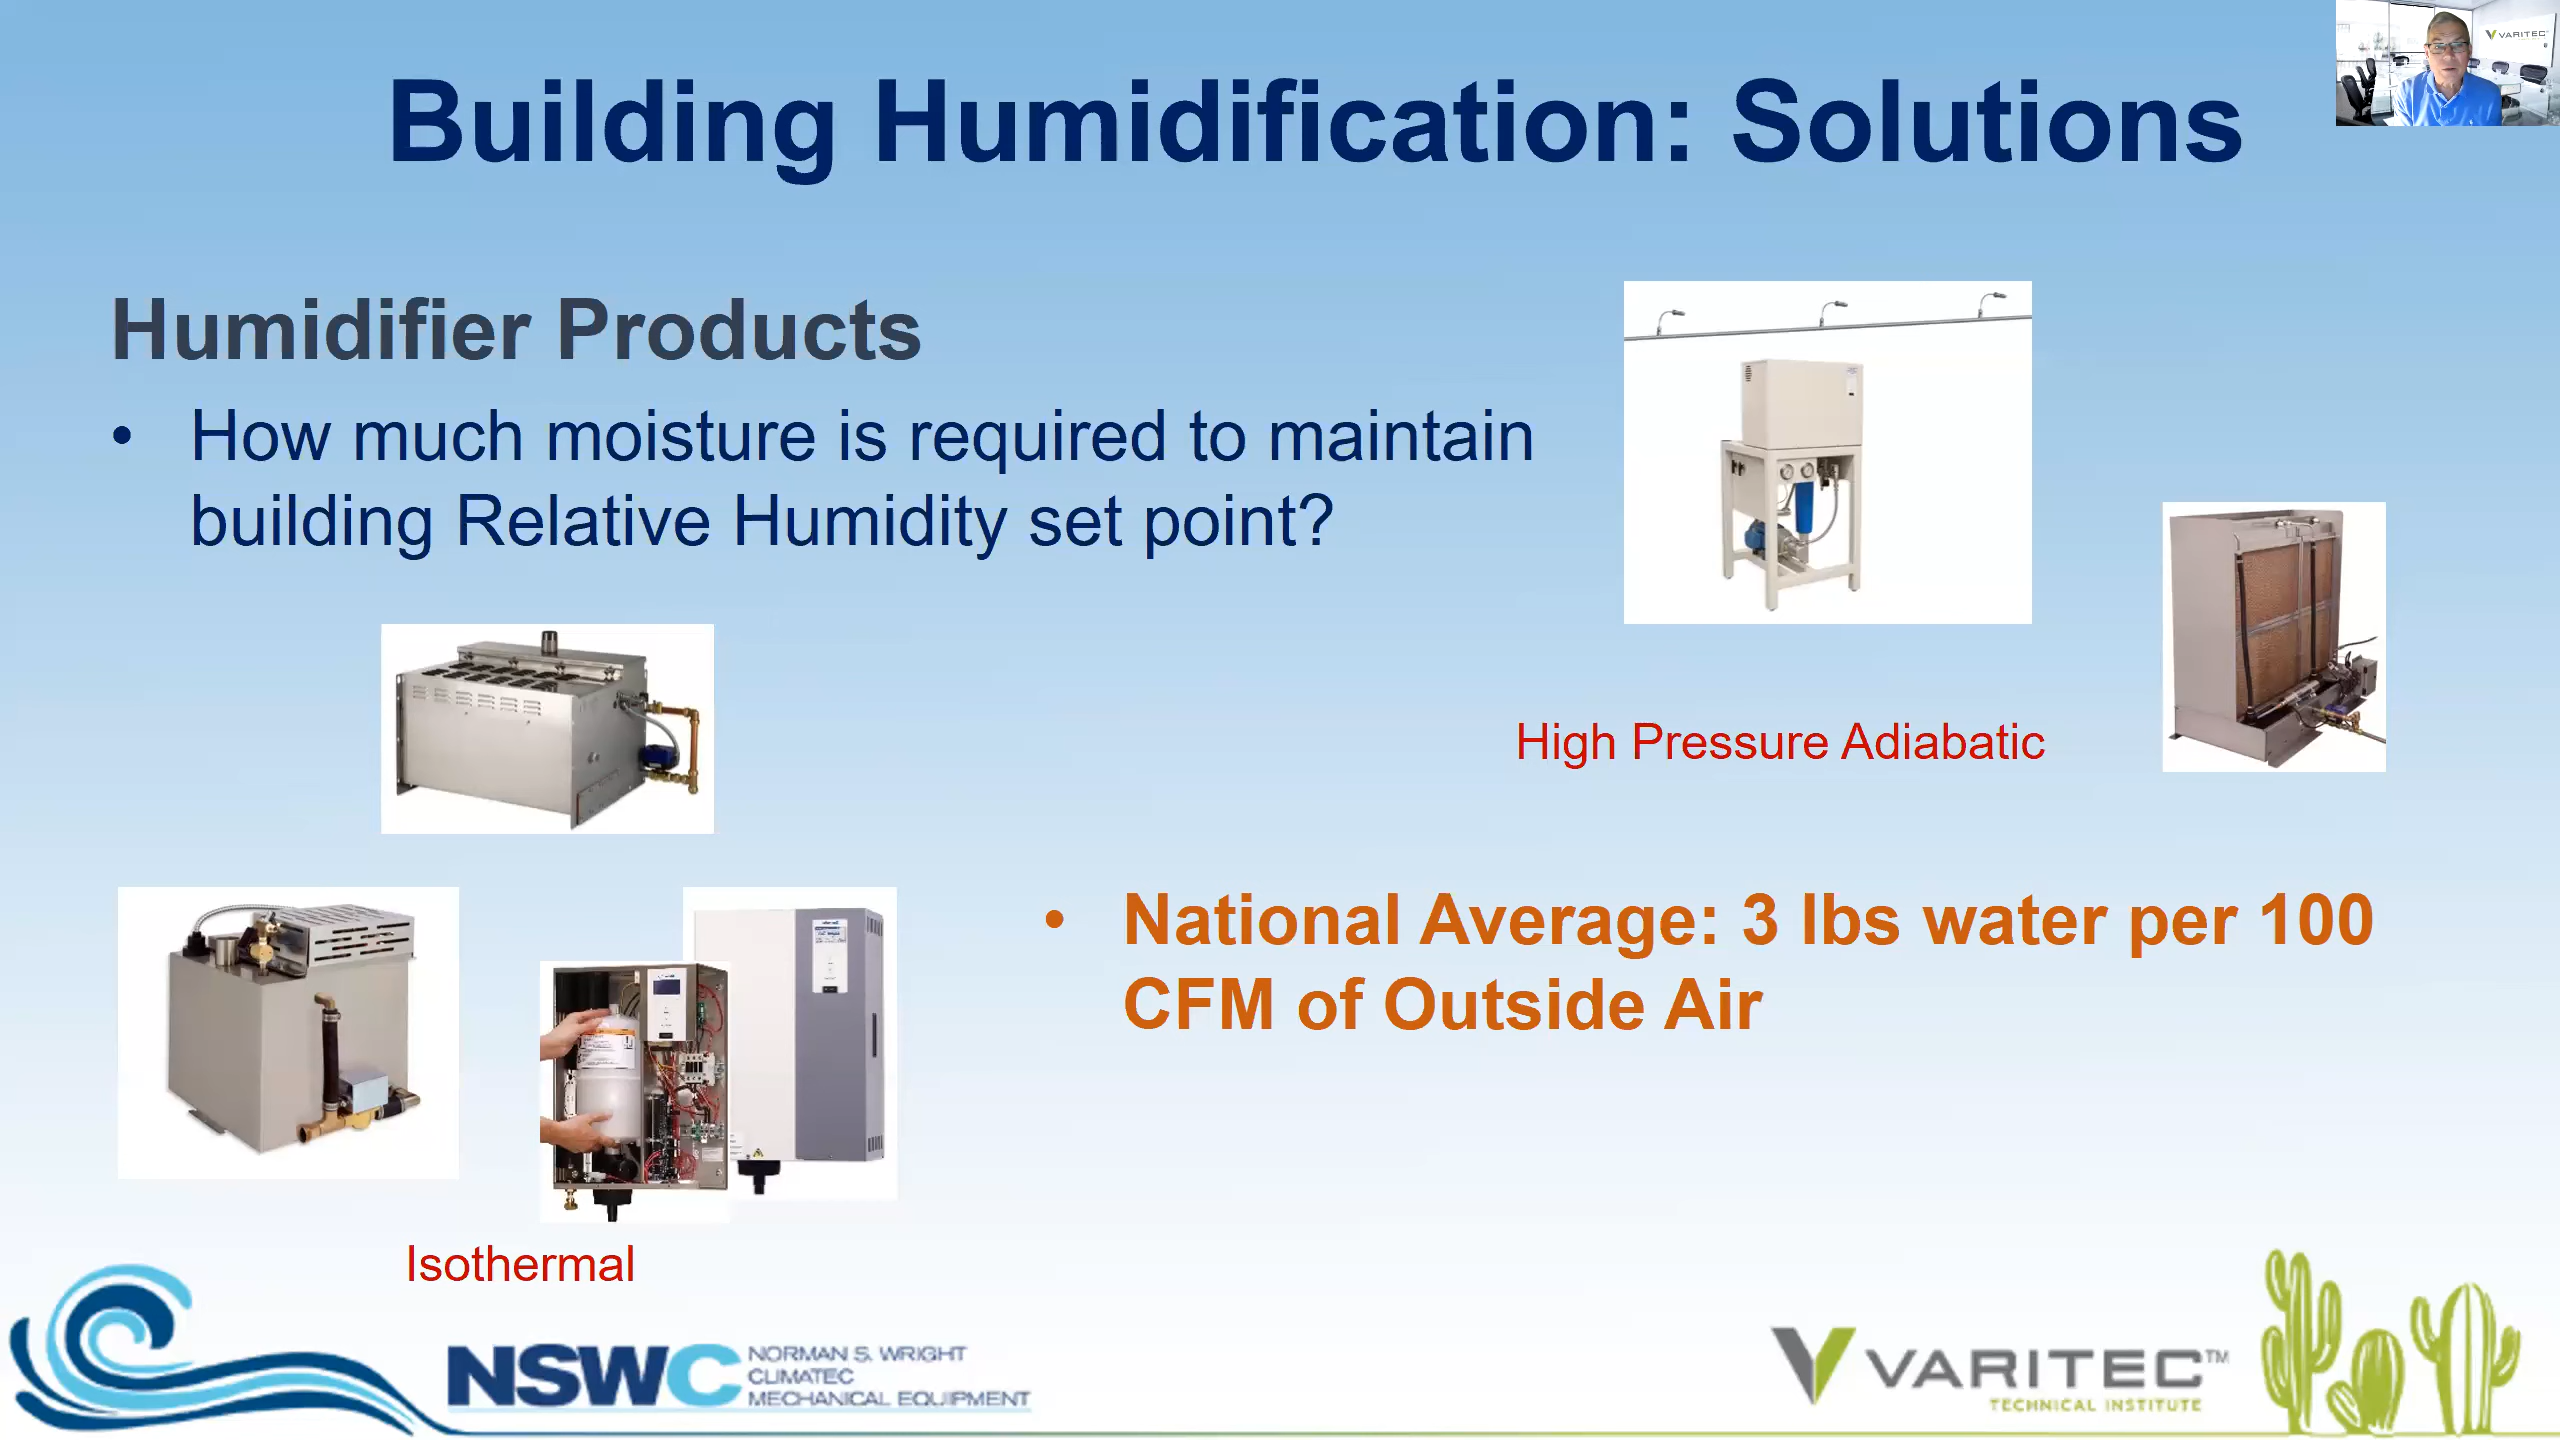 Building Humidification: Solutions
VARITEC
Humidifier Products
• How much moisture is required to maintain
building Relative Humidity set point?
High Pressure Adiabatic
• National Average: 3 lbs water per 100
CFM of Outside Air
Isothermal
NSWC
NORMAN S. WRIGHT
CLIMATEC
MECHANICAL EQUIPMENT
VARITEC™
TECHNICAL INSTITUTE